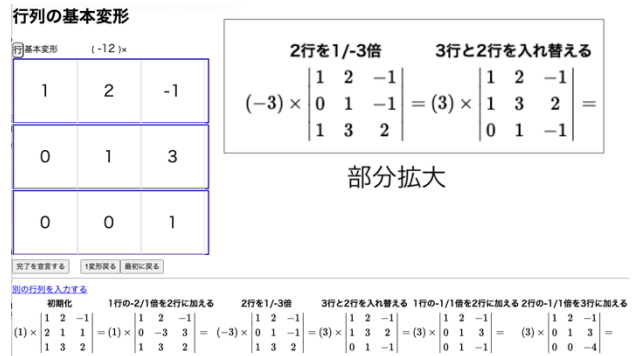 行列の基本変形
行基本変形 ( -12 )×
1 2 -1
0 1 3
0 0 1
完了を宣言する 1変形戻る 最初に戻る
2行を1/-3倍 3行と2行を入れ替える
(−3) × | 1 2 −1 | = (3) × | 1 2 −1 | =
| 0 1 −1 | | 1 3 2 |
| 1 3 2 | | 0 1 −1 |
部分拡大
別の行列を入力する
初期化 1行の-2/1倍を2行に加える 2行を1/-3倍 3行と2行を入れ替える 1行の-1/1倍を2行に加える 2行の-1/1倍を3行に加える
| 1 2 −1 | | 1 2 −1 | | 1 2 −1 | | 1 2 −1 | | 1 2 −1 | | 1 2 −1 |
(1) × | 2 1 1 | = (1) × | 0 −3 3 | = (−3) × | 0 1 −1 | = (3) × | 1 3 2 | = (3) × | 0 1 3 | = (3) × | 0 1 3 | =
| 1 3 2 | | 1 3 2 | | 1 3 2 | | 0 1 −1 | | 0 1 −1 | | 0 0 −4 |